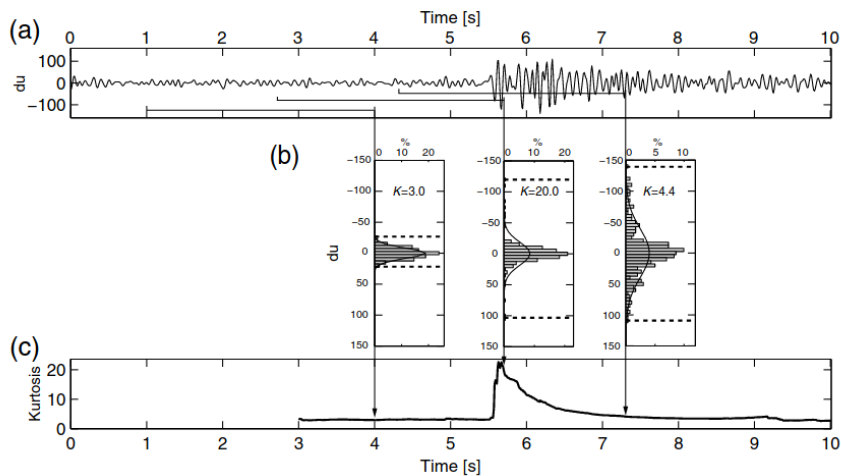 Time [s]
(a)
0 1 2 3 4 5 6 7 8 9 10
du
100
0
−100
(b)
% % %
0 10 20 0 10 20 0 5 10
-150 -150 -150
K=3.0 K=20.0 K=4.4
-100 -100 -100
-50 -50 -50
du
0 0 0
50 50 50
100 100 100
150 150 150
(c)
Kurtosis
20
10
0
0 1 2 3 4 5 6 7 8 9 10
Time [s]